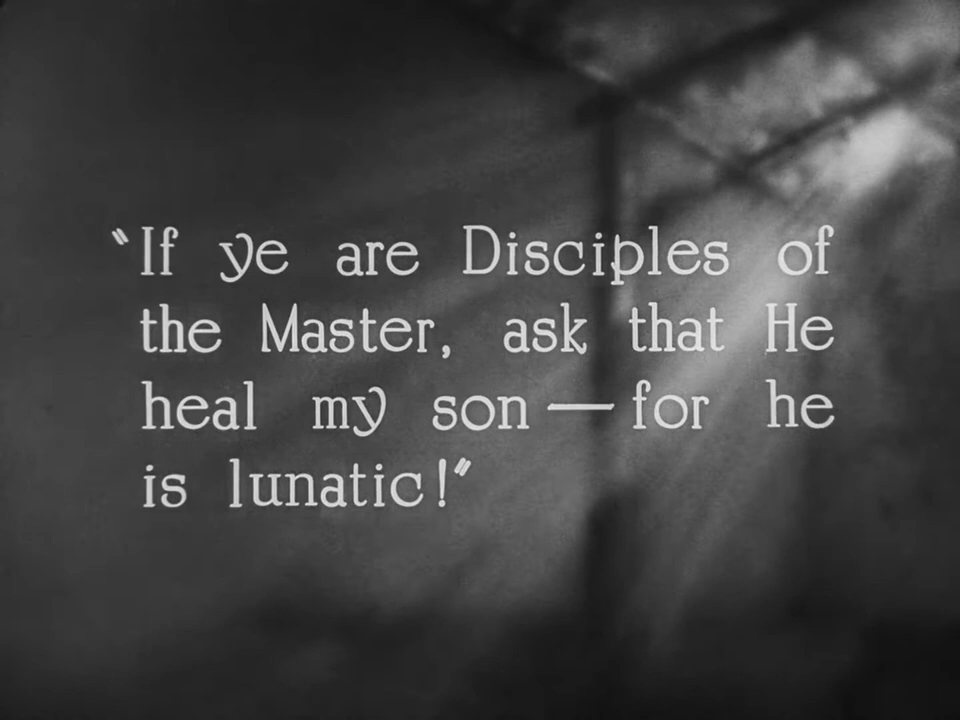 "If ye are Disciples of
the Master, ask that He
heal my son — for he
is lunatic!"